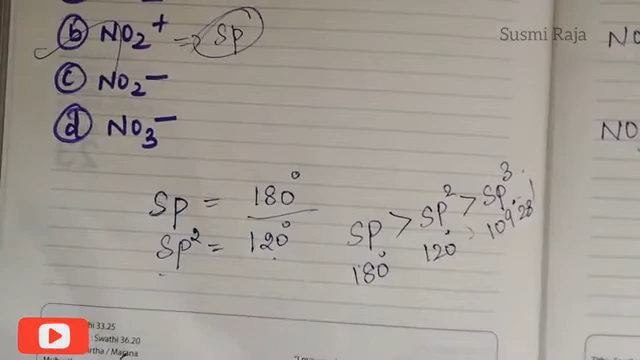 Susmi Raja
ⓑ NO₂⁺ = SP
ⓒ NO₂⁻
ⓓ NO₃⁻
NO
NO
SP = 180°
SP² = 120°
SP > SP² > SP³
180° 120° 109°28'
33.25
: Swathi 36.20
/ Magna